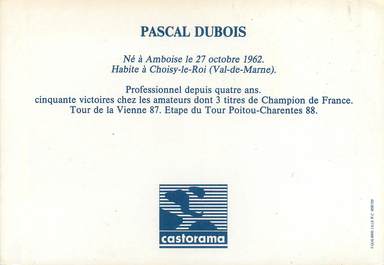 PASCAL DUBOIS
Né à Amboise le 27 octobre 1962.
Habite à Choisy-le-Roi (Val-de-Marne).
Professionnel depuis quatre ans.
cinquante victoires chez les amateurs dont 3 titres de Champion de France.
Tour de la Vienne 87. Etape du Tour Poitou-Charentes 88.
castorama